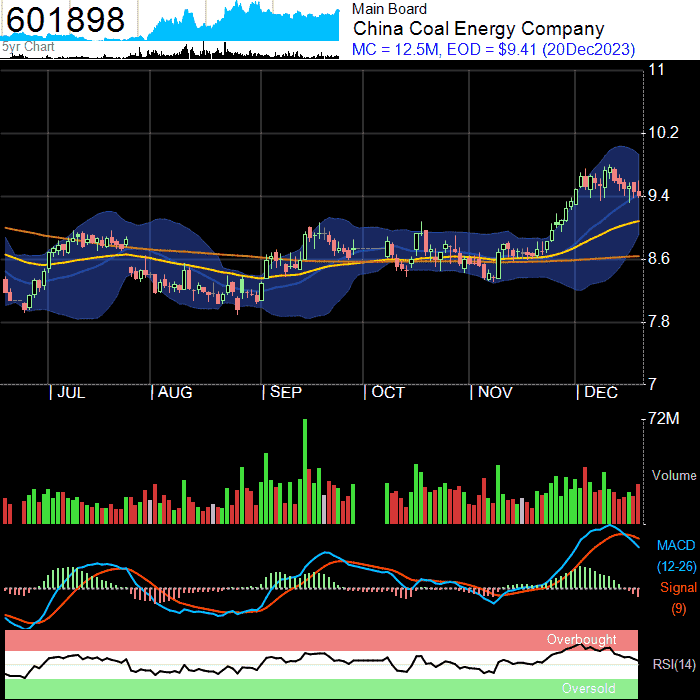 601898
5yr Chart
Main Board
China Coal Energy Company
MC = 12.5M, EOD = $9.41 (20Dec2023)
11
10.2
9.4
8.6
7.8
7
| JUL | AUG | SEP | OCT | NOV | DEC
72M
Volume
MACD
(12-26)
Signal
(9)
Overbought
RSI(14)
Oversold